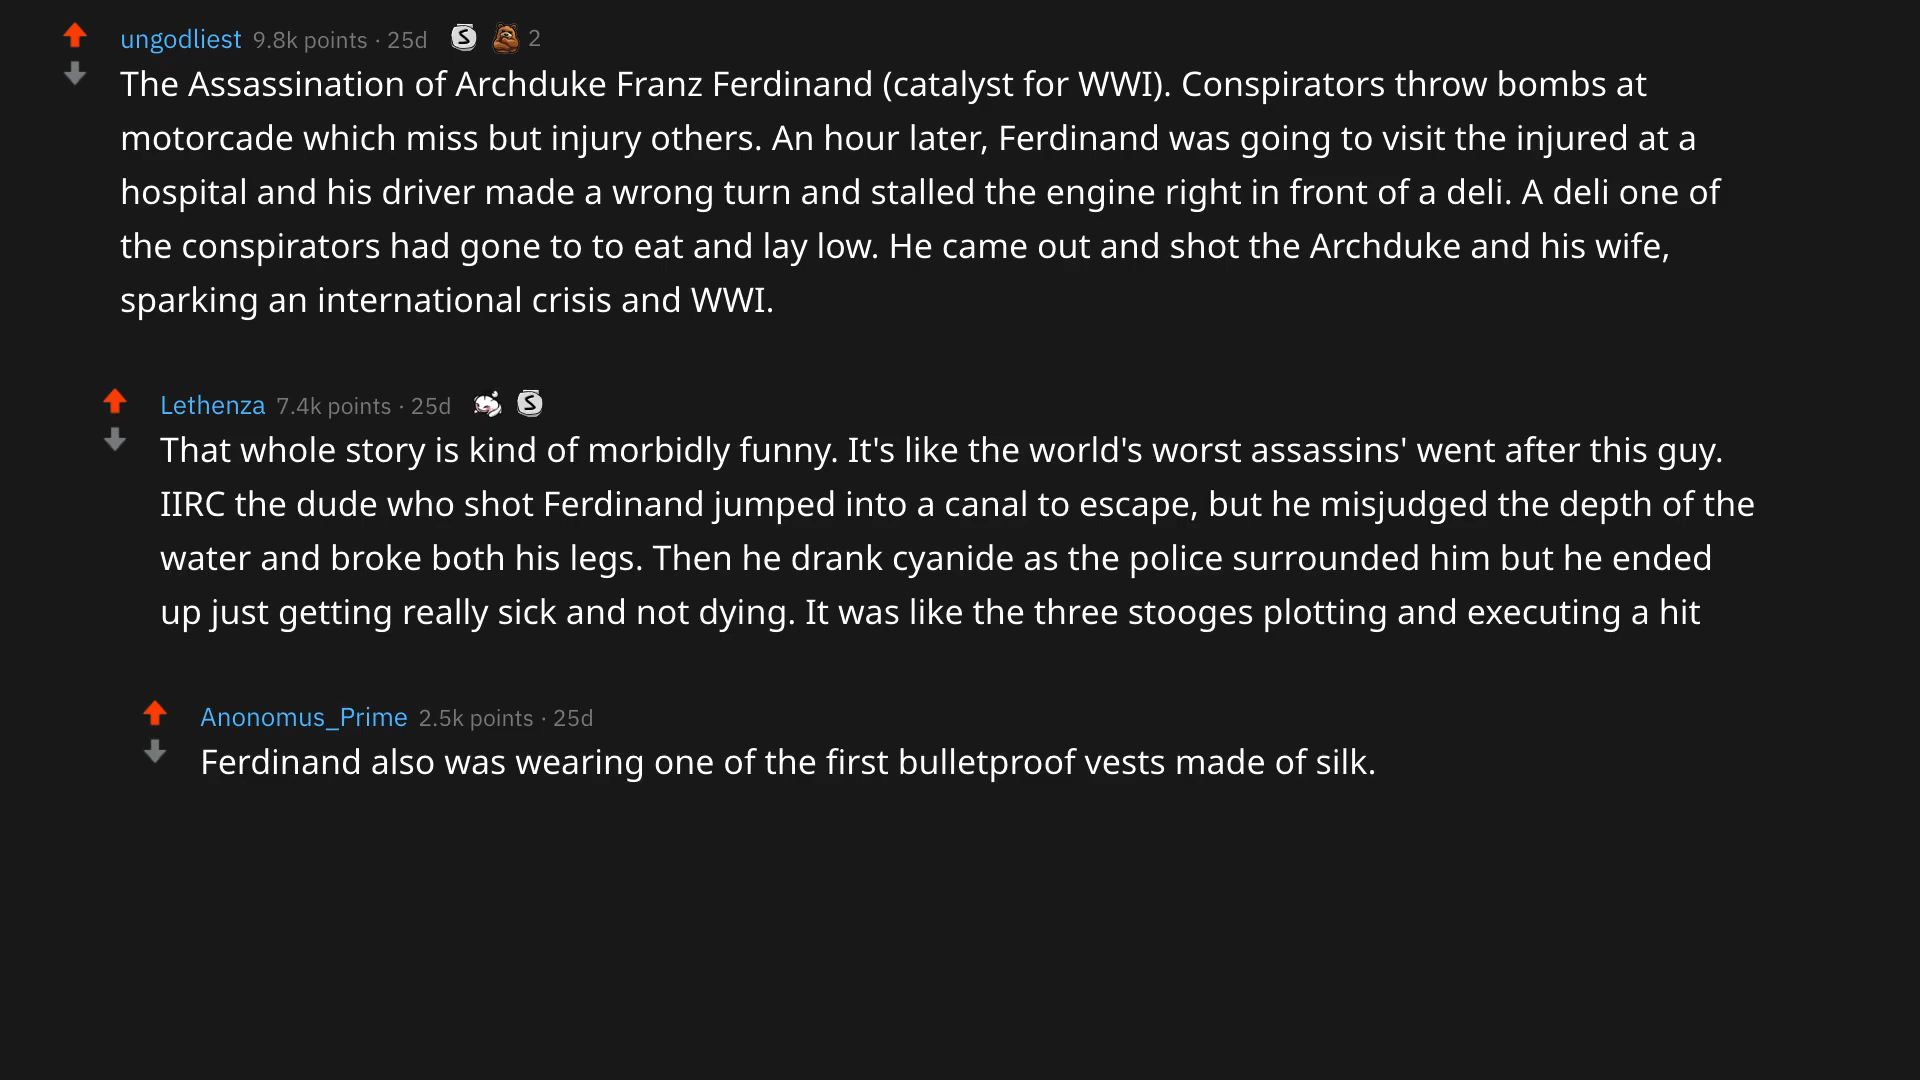 ungodliest 9.8k points · 25d 2
The Assassination of Archduke Franz Ferdinand (catalyst for WWI). Conspirators throw bombs at
motorcade which miss but injury others. An hour later, Ferdinand was going to visit the injured at a
hospital and his driver made a wrong turn and stalled the engine right in front of a deli. A deli one of
the conspirators had gone to to eat and lay low. He came out and shot the Archduke and his wife,
sparking an international crisis and WWI.
Lethenza 7.4k points · 25d
That whole story is kind of morbidly funny. It's like the world's worst assassins' went after this guy.
IIRC the dude who shot Ferdinand jumped into a canal to escape, but he misjudged the depth of the
water and broke both his legs. Then he drank cyanide as the police surrounded him but he ended
up just getting really sick and not dying. It was like the three stooges plotting and executing a hit
Anonomus_Prime 2.5k points · 25d
Ferdinand also was wearing one of the first bulletproof vests made of silk.